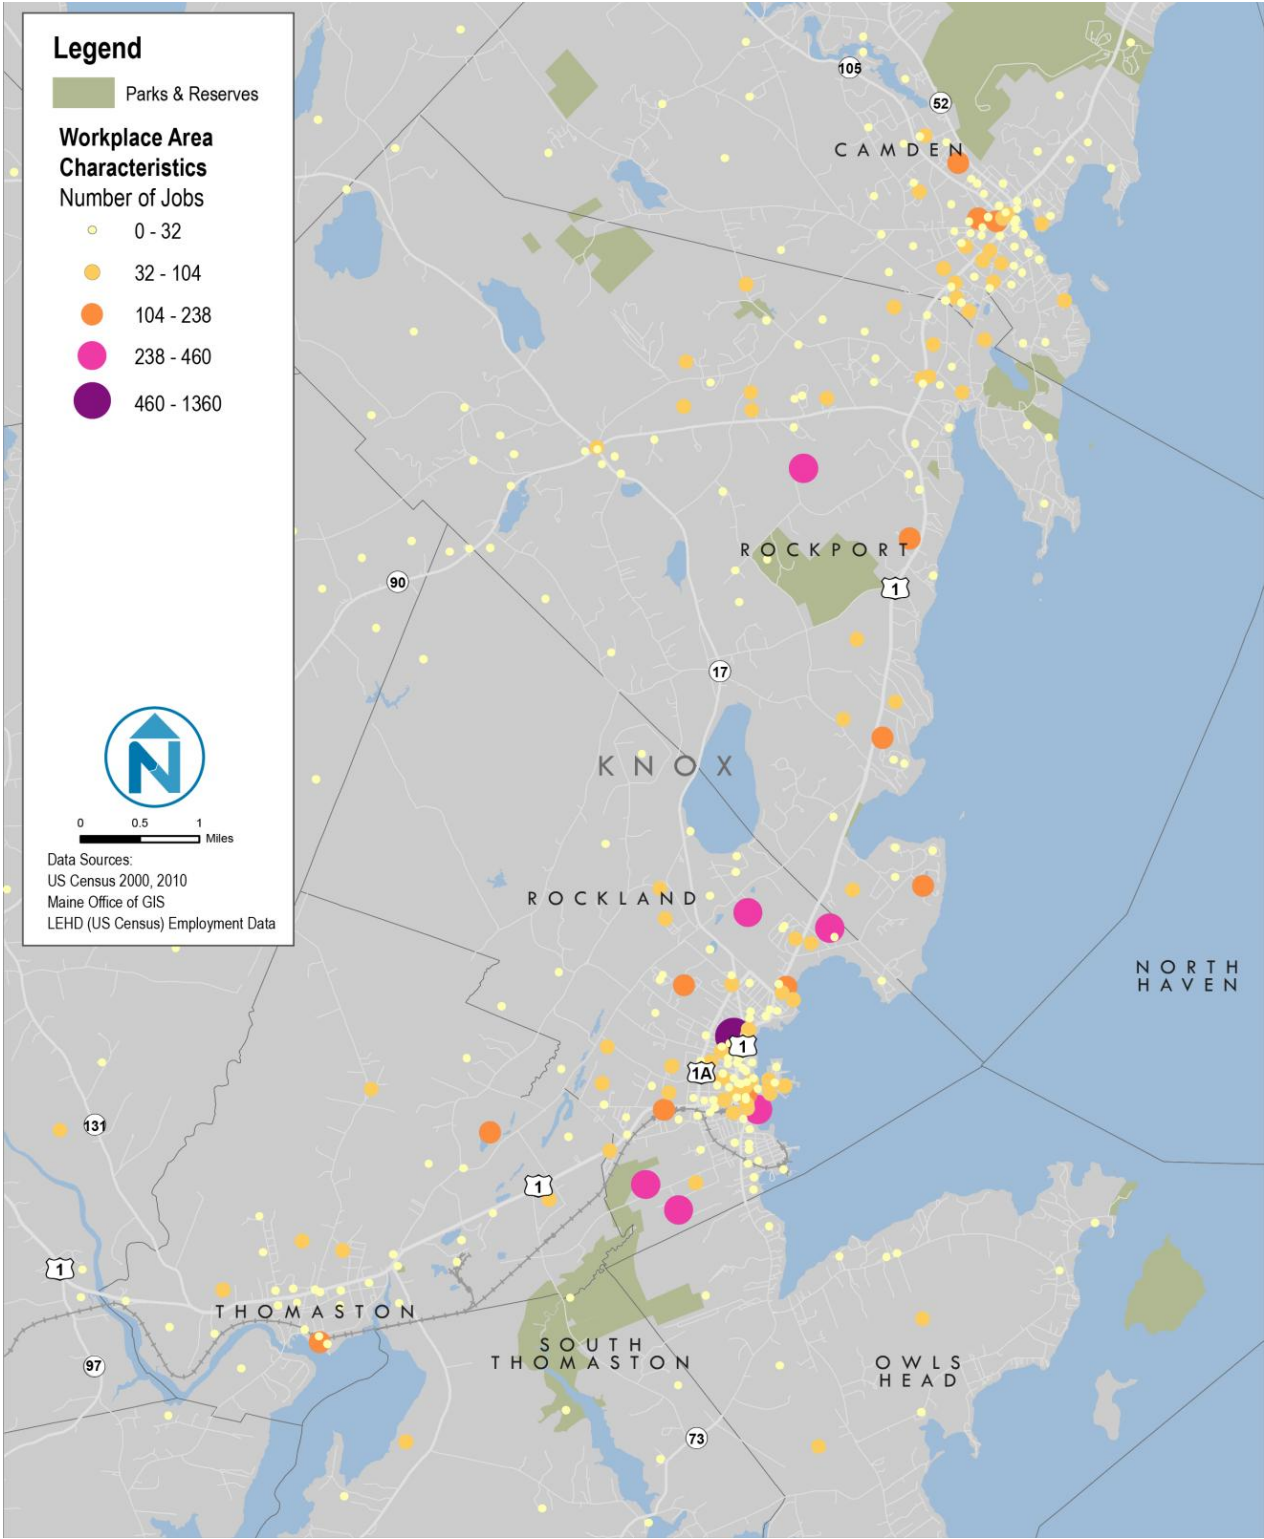 Legend
Parks & Reserves
Workplace Area
Characteristics
Number of Jobs
0 - 32
32 - 104
104 - 238
238 - 460
460 - 1360
N
0 0.5 1
Miles
Data Sources:
US Census 2000, 2010
Maine Office of GIS
LEHD (US Census) Employment Data
105
52
CAMDEN
ROCKPORT
90
1
17
KNOX
ROCKLAND
NORTH
HAVEN
1
1A
131
1
1
THOMASTON
SOUTH
THOMASTON
OWLS
HEAD
97
73